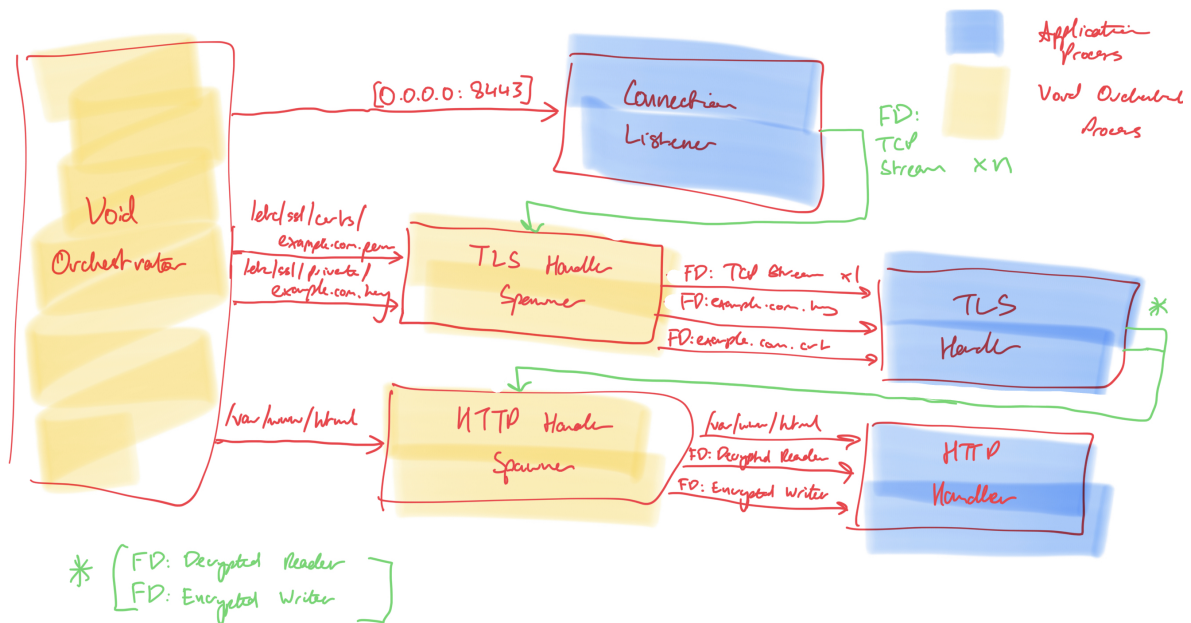 Application
Process
Void Orchestrator
Process
[0.0.0.0: 8443]
Connection
Listener
FD:
TCP
Stream ×n
Void
Orchestrator
/etc/ssl/certs/
example.com.pem
/etc/ssl/private/
example.com.key
TLS Handler
Spawner
FD: TCP Stream ×1
FD: example.com.key
FD: example.com.crt
TLS
Handler
*
/var/www/html
HTTP Handler
Spawner
/var/www/html
FD: Decrypted Reader
FD: Encrypted Writer
HTTP
Handler
* [FD: Decrypted Reader
FD: Encrypted Writer]